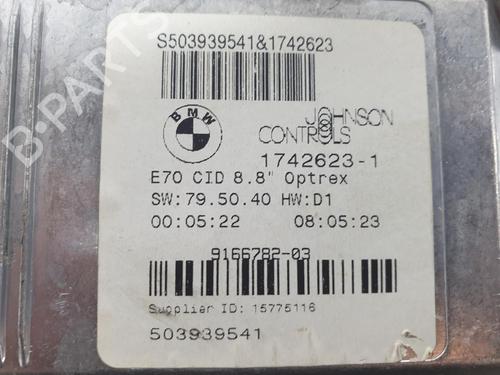 S503939541&1742623
BMW
JOHNSON
CONTROLS
1742623-1
E70 CID 8.8" Optrex
SW:79.50.40 HW:D1
00:05:22 08:05:23
9166782-03
Supplier ID: 15775116
503939541
B-PARTS